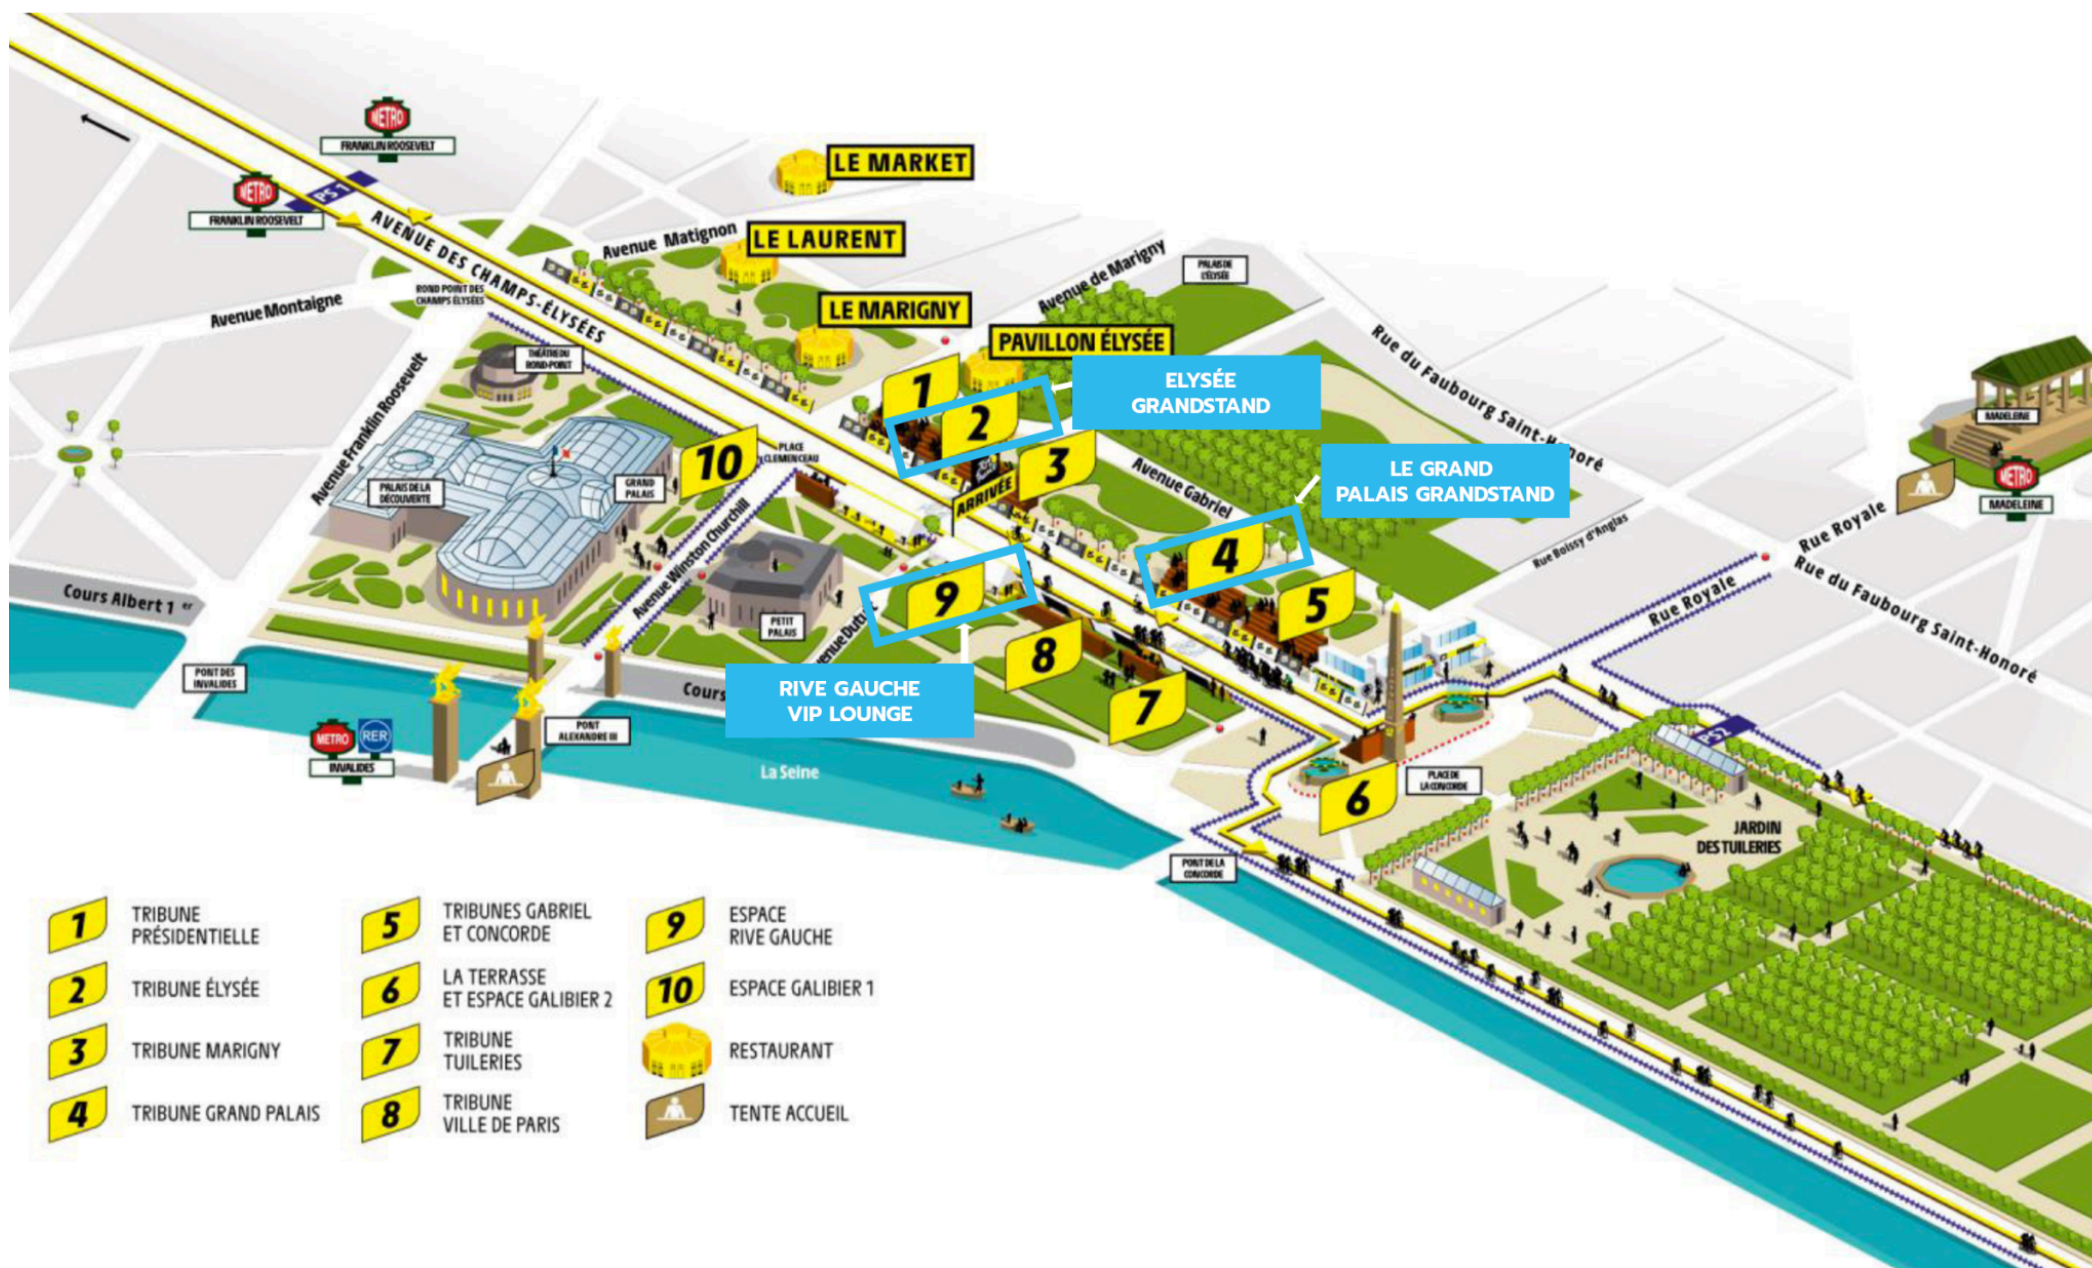 METRO
FRANKLIN ROOSEVELT
METRO
FRANKLIN ROOSEVELT
PS 1
AVENUE DES CHAMPS-ÉLYSÉES
ROND POINT DES
CHAMPS ÉLYSÉES
Avenue Montaigne
Avenue Matignon
LE MARKET
LE LAURENT
LE MARIGNY
PAVILLON ÉLYSÉE
Avenue de Marigny
PALAIS DE
L'ÉLYSÉE
Rue du Faubourg Saint-Honoré
MADELEINE
METRO
MADELEINE
THÉÂTRE DU
ROND-POINT
Avenue Franklin Roosevelt
PALAIS DE LA
DÉCOUVERTE
GRAND
PALAIS
10
PLACE
CLEMENCEAU
1
2
ELYSÉE
GRANDSTAND
3
ARRIVÉE
Avenue Gabriel
LE GRAND
PALAIS GRANDSTAND
4
5
Rue Boissy d'Anglas
Rue Royale
Rue Royale
Rue du Faubourg Saint-Honoré
Avenue Winston Churchill
PETIT
PALAIS
9
8
7
RIVE GAUCHE
VIP LOUNGE
Cours Albert 1er
Cours
PONT DES
INVALIDES
METRO
RER
INVALIDES
PONT
ALEXANDRE III
La Seine
6
PLACE DE
LA CONCORDE
PS2
PONT DE LA
CONCORDE
JARDIN
DES TUILERIES
1
TRIBUNE
PRÉSIDENTIELLE
2
TRIBUNE ÉLYSÉE
3
TRIBUNE MARIGNY
4
TRIBUNE GRAND PALAIS
5
TRIBUNES GABRIEL
ET CONCORDE
6
LA TERRASSE
ET ESPACE GALIBIER 2
7
TRIBUNE
TUILERIES
8
TRIBUNE
VILLE DE PARIS
9
ESPACE
RIVE GAUCHE
10
ESPACE GALIBIER 1
RESTAURANT
TENTE ACCUEIL